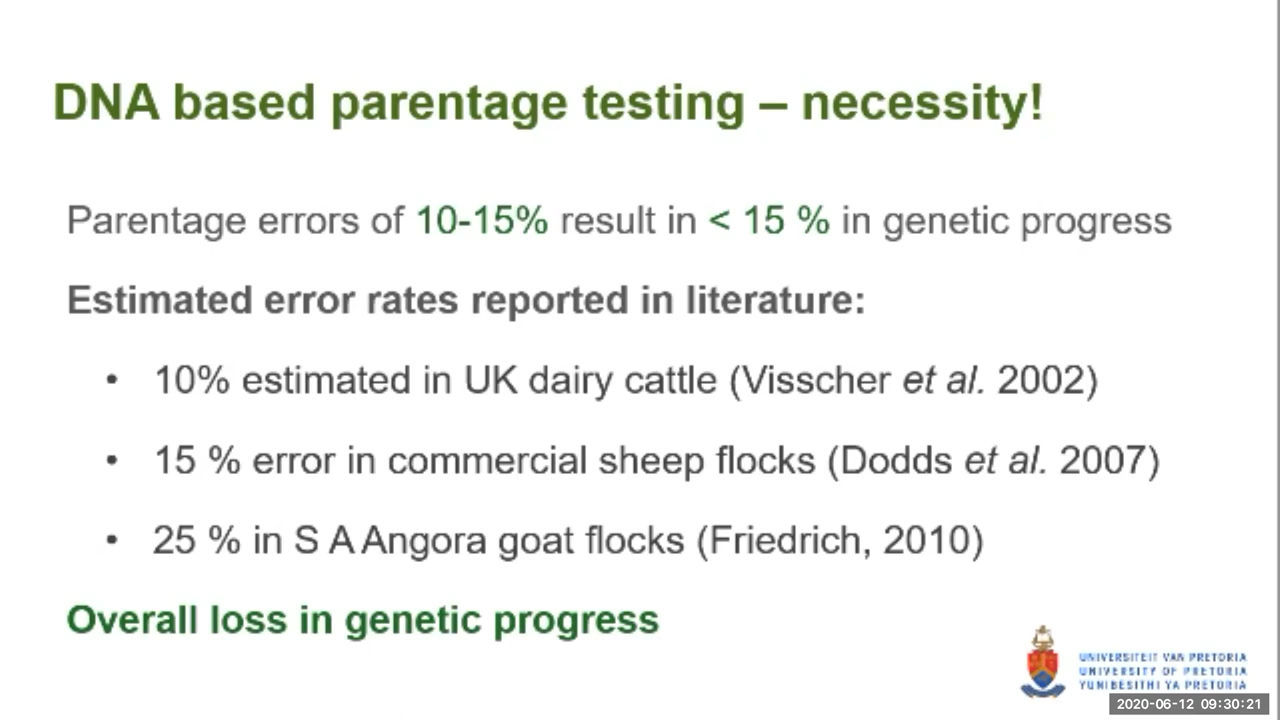 DNA based parentage testing – necessity!
Parentage errors of 10-15% result in < 15 % in genetic progress
Estimated error rates reported in literature:
• 10% estimated in UK dairy cattle (Visscher et al. 2002)
• 15 % error in commercial sheep flocks (Dodds et al. 2007)
• 25 % in S A Angora goat flocks (Friedrich, 2010)
Overall loss in genetic progress
UNIVERSITEIT VAN PRETORIA
UNIVERSITY OF PRETORIA
YUNIBESITHI YA PRETORIA
2020-06-12 09:30:21